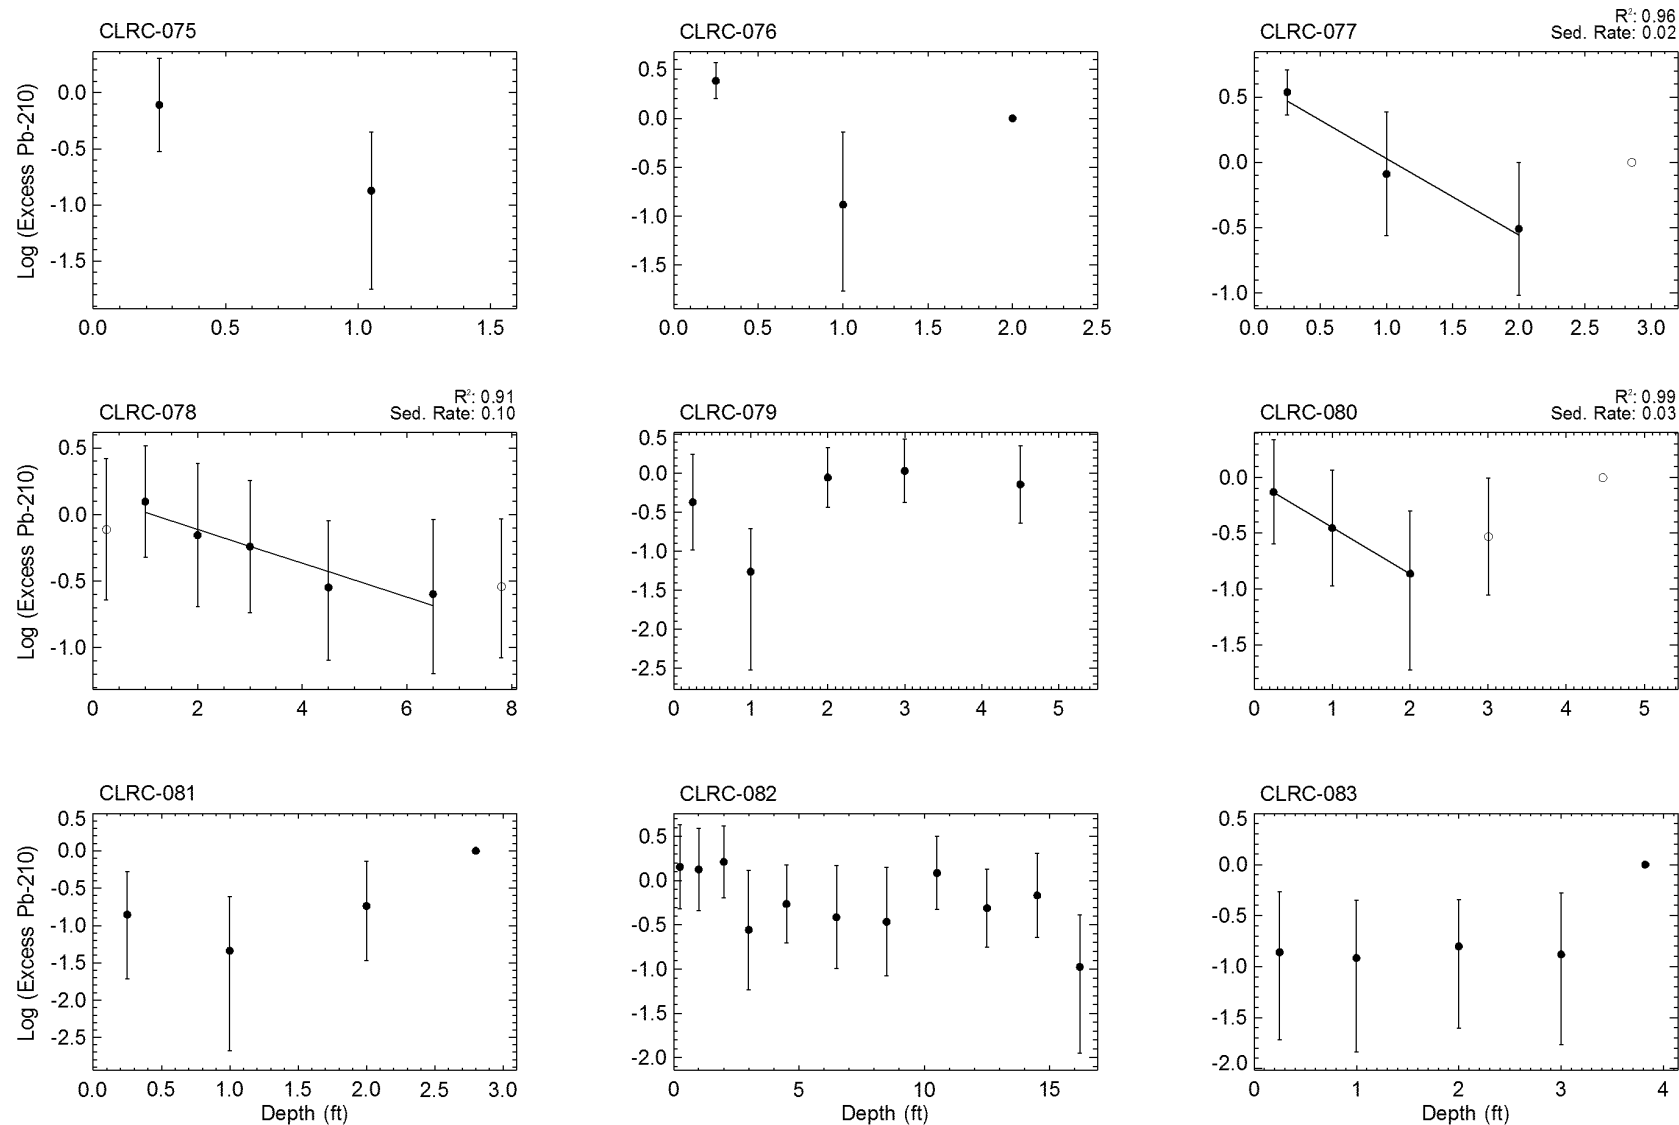 CLRC-075
Log (Excess Pb-210)
0.0
-0.5
-1.0
-1.5
0.0 0.5 1.0 1.5
CLRC-076
0.5
0.0
-0.5
-1.0
-1.5
0.0 0.5 1.0 1.5 2.0 2.5
R²: 0.96
CLRC-077 Sed. Rate: 0.02
0.5
0.0
-0.5
-1.0
0.0 0.5 1.0 1.5 2.0 2.5 3.0
R²: 0.91
CLRC-078 Sed. Rate: 0.10
Log (Excess Pb-210)
0.5
0.0
-0.5
-1.0
0 2 4 6 8
CLRC-079
0.5
0.0
-0.5
-1.0
-1.5
-2.0
-2.5
0 1 2 3 4 5
R²: 0.99
CLRC-080 Sed. Rate: 0.03
0.0
-0.5
-1.0
-1.5
0 1 2 3 4 5
CLRC-081
Log (Excess Pb-210)
0.5
0.0
-0.5
-1.0
-1.5
-2.0
-2.5
0.0 0.5 1.0 1.5 2.0 2.5 3.0
Depth (ft)
CLRC-082
0.5
0.0
-0.5
-1.0
-1.5
-2.0
0 5 10 15
Depth (ft)
CLRC-083
0.5
0.0
-0.5
-1.0
-1.5
-2.0
0 1 2 3 4
Depth (ft)